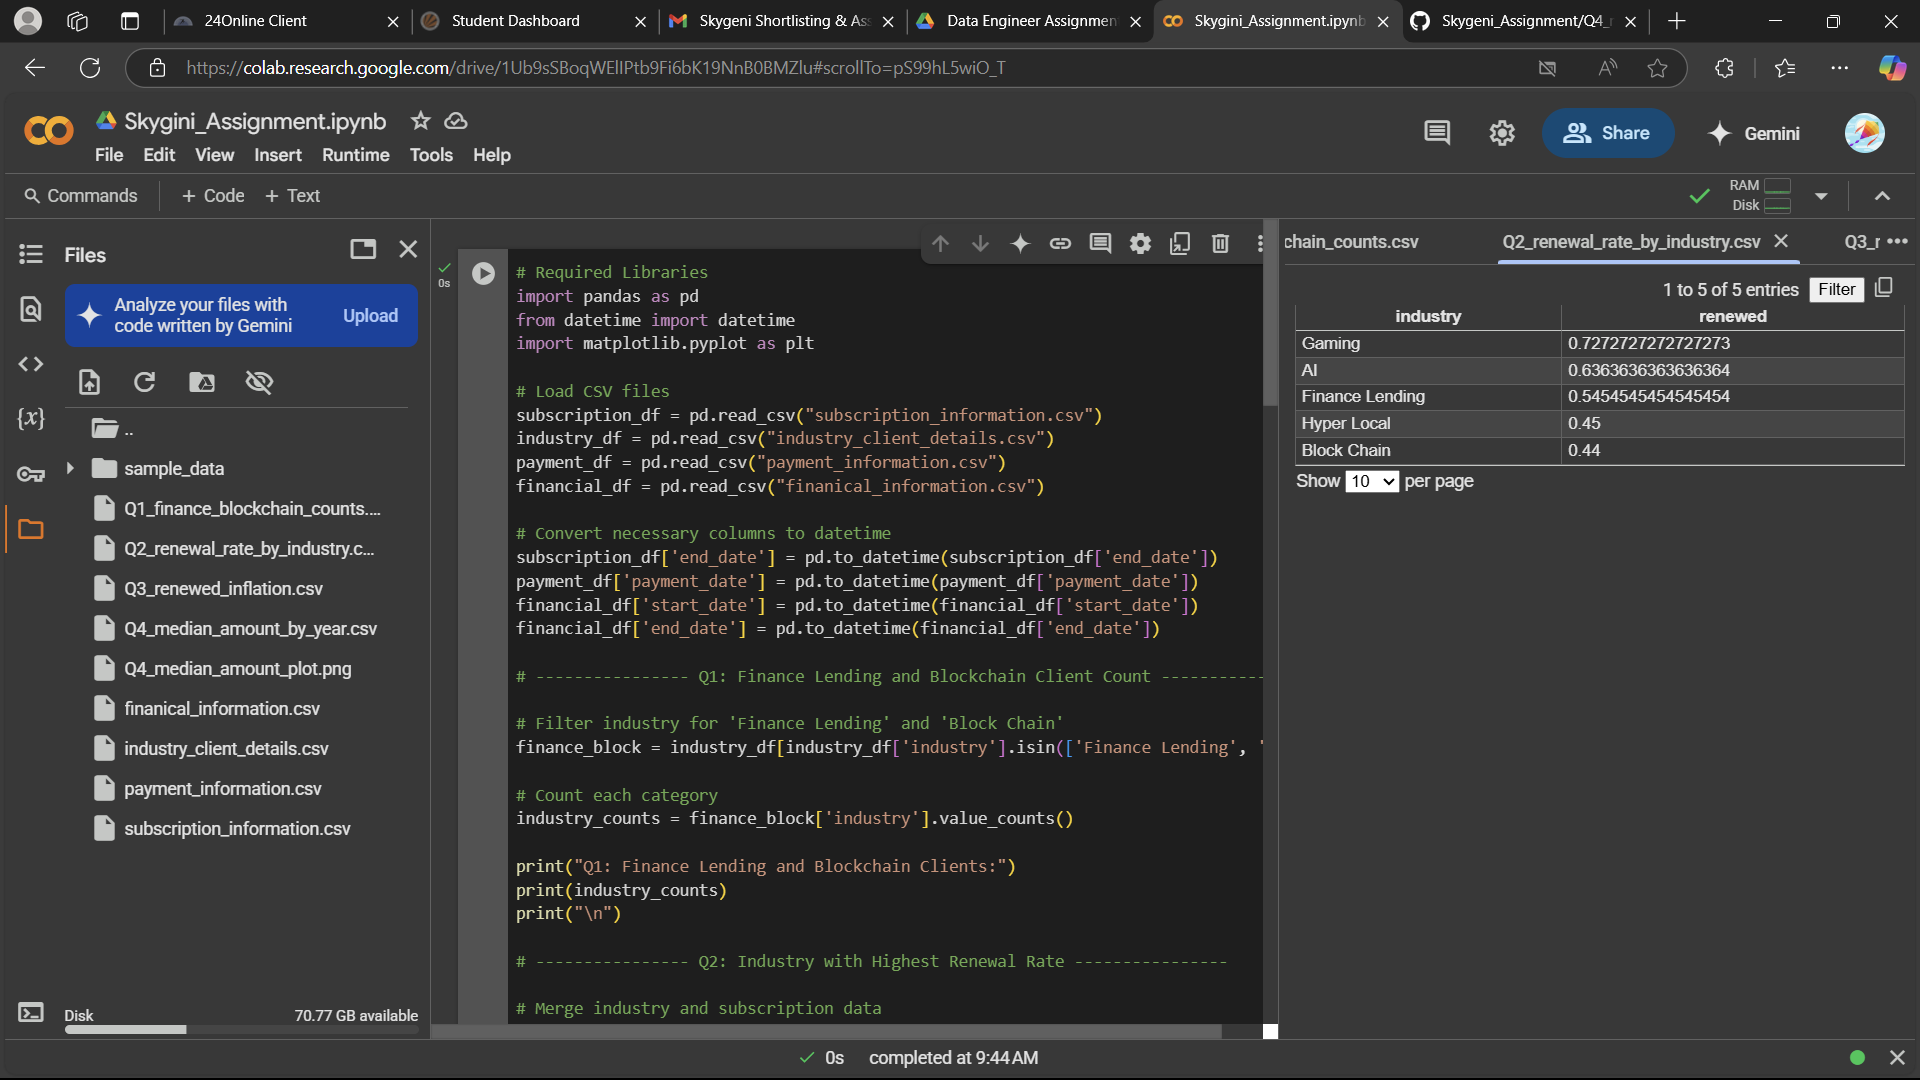 24Online Client
Student Dashboard
Skygeni Shortlisting & As
Data Engineer Assignmen
Skygini_Assignment.ipynb
Skygeni_Assignment/Q4_
https://colab.research.google.com/drive/
Skygini_Assignment.ipynb
File Edit View Insert Runtime Tools Help
Share
Gemini
Commands
+ Code + Text
RAM
Disk
Files
Analyze your files with
code written by Gemini
Upload
..
sample_data
Q1_finance_blockchain_counts....
Q2_renewal_rate_by_industry.c...
Q3_renewed_inflation.csv
Q4_median_amount_by_year.csv
Q4_median_amount_plot.png
finanical_information.csv
industry_client_details.csv
payment_information.csv
subscription_information.csv
Disk 70.77 GB available
0s
# Required Libraries
import pandas as pd
from datetime import datetime
import matplotlib.pyplot as plt
# Load CSV files
subscription_df = pd.read_csv("subscription_information.csv")
industry_df = pd.read_csv("industry_client_details.csv")
payment_df = pd.read_csv("payment_information.csv")
financial_df = pd.read_csv("finanical_information.csv")
# Convert necessary columns to datetime
subscription_df['end_date'] = pd.to_datetime(subscription_df['end_date'])
payment_df['payment_date'] = pd.to_datetime(payment_df['payment_date'])
financial_df['start_date'] = pd.to_datetime(financial_df['start_date'])
financial_df['end_date'] = pd.to_datetime(financial_df['end_date'])
# ---------------- Q1: Finance Lending and Blockchain Client Count -----------
# Filter industry for 'Finance Lending' and 'Block Chain'
finance_block = industry_df[industry_df['industry'].isin(['Finance Lending', '
# Count each category
industry_counts = finance_block['industry'].value_counts()
print("Q1: Finance Lending and Blockchain Clients:")
print(industry_counts)
print("\n")
# ---------------- Q2: Industry with Highest Renewal Rate ----------------
# Merge industry and subscription data
chain_counts.csv
Q2_renewal_rate_by_industry.csv
Q3_r
1 to 5 of 5 entries Filter
industry renewed
Gaming 0.7272727272727273
AI 0.6363636363636364
Finance Lending 0.5454545454545454
Hyper Local 0.45
Block Chain 0.44
Show 10 per page
0s completed at 9:44 AM